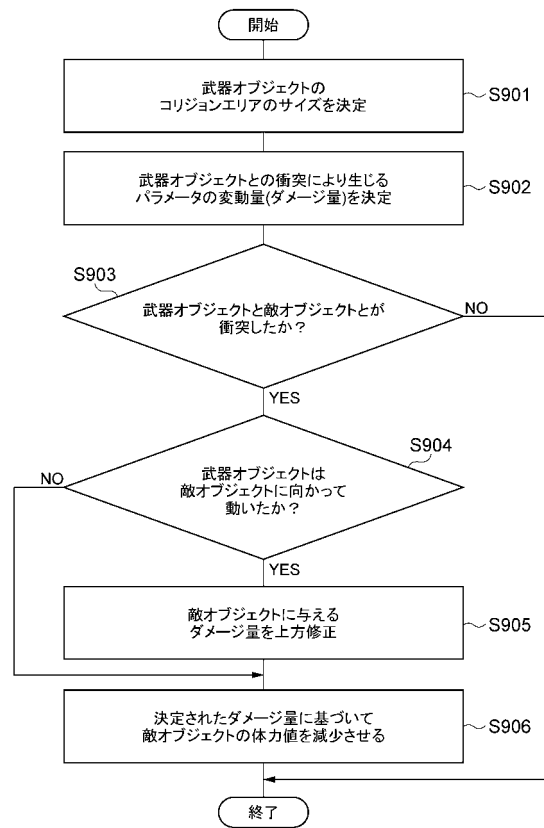 開始
武器オブジェクトの
コリジョンエリアのサイズを決定
S901
武器オブジェクトとの衝突により生じる
パラメータの変動量(ダメージ量)を決定
S902
S903
武器オブジェクトと敵オブジェクトとが
衝突したか？
NO
YES
S904
武器オブジェクトは
敵オブジェクトに向かって
動いたか？
NO
YES
敵オブジェクトに与える
ダメージ量を上方修正
S905
決定されたダメージ量に基づいて
敵オブジェクトの体力値を減少させる
S906
終了